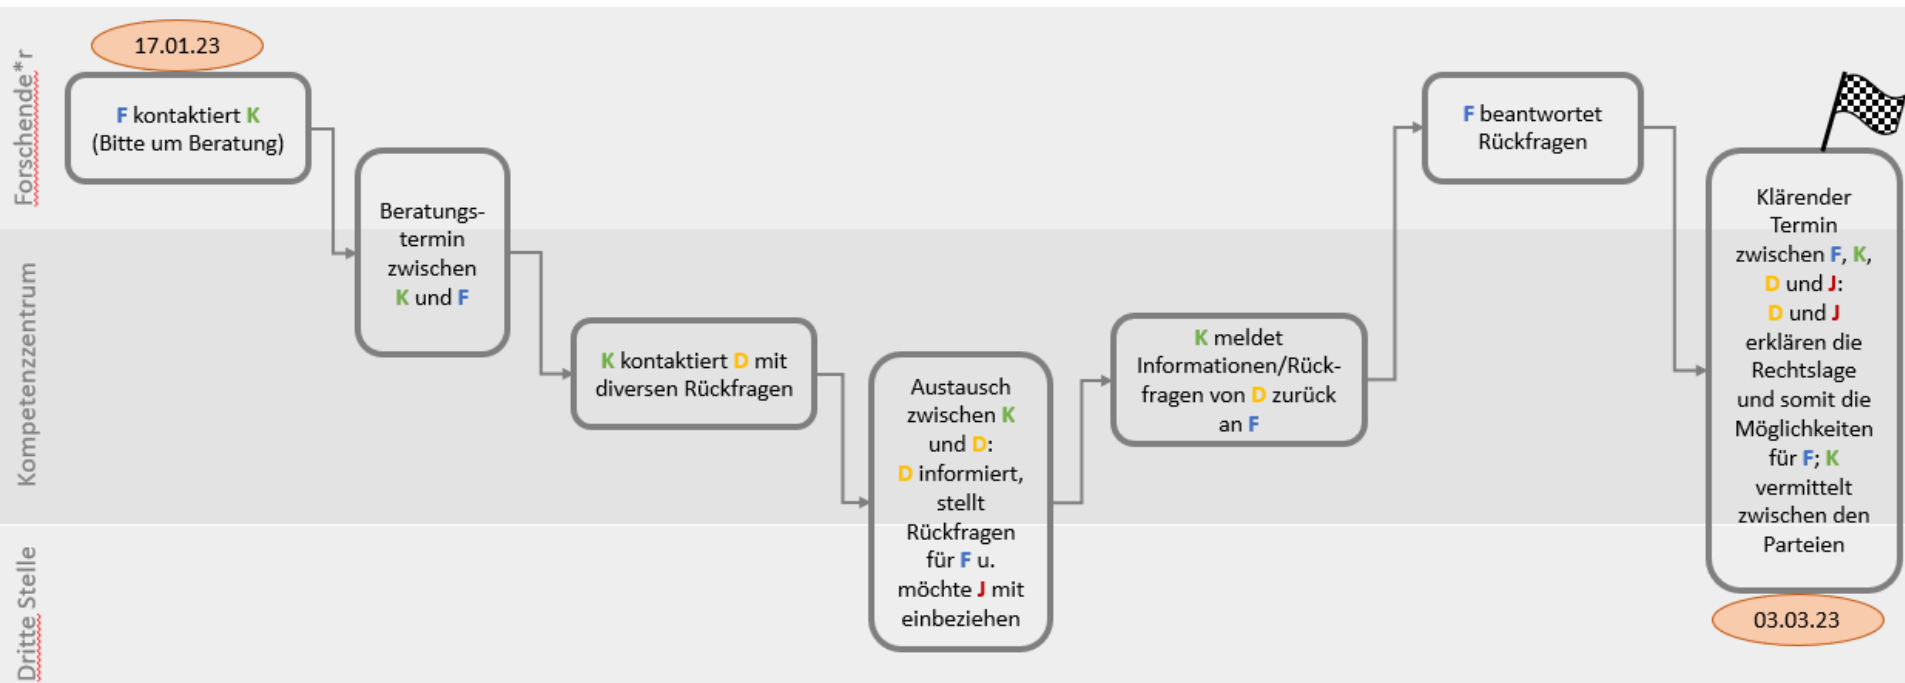 Forschende*r
Kompetenzzentrum
Dritte Stelle
17.01.23
F kontaktiert K
(Bitte um Beratung)
Beratungs-
termin
zwischen
K und F
K kontaktiert D mit
diversen Rückfragen
Austausch
zwischen K
und D:
D informiert,
stellt
Rückfragen
für F u.
möchte J mit
einbeziehen
K meldet
Informationen/Rück-
fragen von D zurück
an F
F beantwortet
Rückfragen
Klärender
Termin
zwischen F, K,
D und J:
D und J
erklären die
Rechtslage
und somit die
Möglichkeiten
für F; K
vermittelt
zwischen den
Parteien
03.03.23